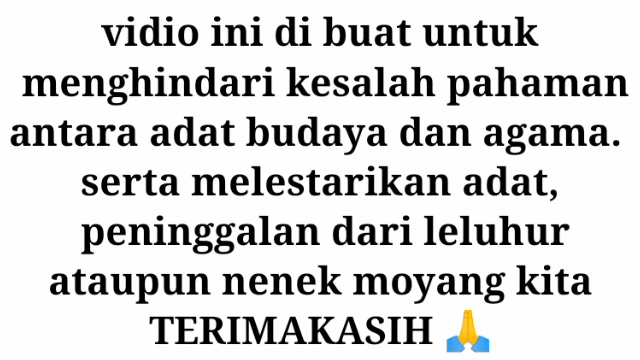 vidio ini di buat untuk
menghindari kesalah pahaman
antara adat budaya dan agama.
serta melestarikan adat,
peninggalan dari leluhur
ataupun nenek moyang kita
TERIMAKASIH 🙏